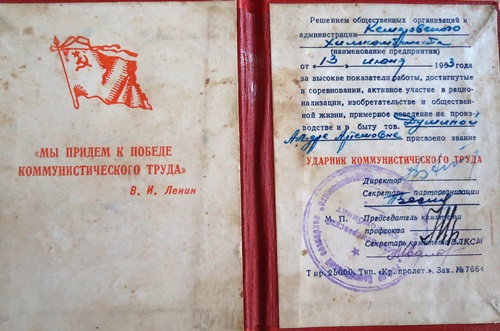 «МЫ ПРИДЕМ К ПОБЕДЕ
КОММУНИСТИЧЕСКОГО ТРУДА»
В. И. Ленин
Решением общественных организаций и
администрации Кемеровского
химкомбината
(наименование предприятия)
от „13„ июня 1963 года
за высокие показатели работы, достигнутые
в соревновании, активное участие в рацио-
нализации, изобретательстве и обществен-
ной жизни, примерное поведение на произ-
водстве и в быту тов.
присвоено звание
УДАРНИК КОММУНИСТИЧЕСКОГО ТРУДА
Директор
Секретарь парторганизации
М. П. Председатель комитета
профсоюза
Секретарь комитета ВЛКСМ
Тир. 25000. Тип. «Кр. пролет.». Зак. № 7664